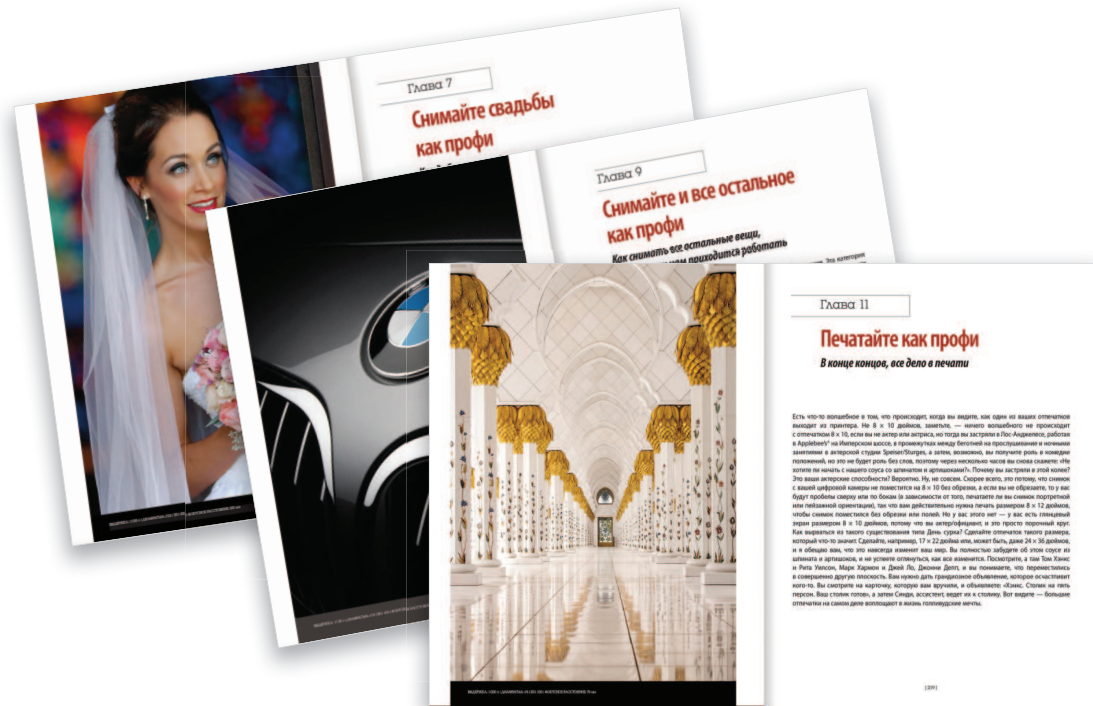 Глава 7
Снимайте свадьбы
как профи
Глава 9
Снимайте и все остальное
как профи
Как снимать все остальные вещи,
приходится работать
Эта категория
Глава 11
Печатайте как профи
В конце концов, все дело в печати
Есть что-то волшебное в том, что происходит, когда вы видите, как один из ваших отпечатков
выходит из принтера. Не 8 × 10 дюймов, заметьте, — ничего волшебного не происходит
с отпечатком 8 × 10, если вы не актер или актриса, но тогда вы застряли в Лос-Анджелесе, работая
в Applebee's® на Имперском шоссе, в промежутках между беготней на прослушивание и ночными
занятиями в актерской студии Speiser/Sturges, а затем, возможно, вы получите роль в комедии
положений, но это не будет роль без слов, поэтому через несколько часов вы снова скажете: «Не
хотите ли начать с нашего соуса со шпинатом и артишоками?». Почему вы застряли в этой колее?
Это ваши актерские способности? Вероятно. Ну, не совсем. Скорее всего, это потому, что снимок
с вашей цифровой камеры не поместится на 8 × 10 без обрезки, а если вы не обрежете, то у вас
будут пробелы сверху или по бокам (в зависимости от того, печатаете ли вы снимок портретной
или пейзажной ориентации), так что вам действительно нужна печать размером 8 × 12 дюймов,
чтобы снимок поместился без обрезки или полей. Но у вас этого нет — у вас есть глянцевый
экран размером 8 × 10 дюймов, потому что вы актер/официант, и это просто порочный круг.
Как вырваться из такого существования типа День сурка? Сделайте отпечаток такого размера,
который что-то значит. Сделайте, например, 17 × 22 дюйма или, может быть, даже 24 × 36 дюймов,
и я обещаю вам, что это навсегда изменит ваш мир. Вы полностью забудете об этом соусе из
шпината и артишоков, и не успеете оглянуться, как все изменится. Посмотрите, а там Том Хэнкс
и Рита Уилсон, Марк Хармон и Джей Ло, Джонни Депп, и вы понимаете, что переместились
в совершенно другую плоскость. Вам нужно дать грандиозное объявление, которое осчастливит
кого-то. Вы смотрите на карточку, которую вам вручили, и объявляете: «Хэнкс. Столик на пять
персон. Ваш столик готов», а затем Синди, ассистент, ведет их к столику. Вот видите — большие
отпечатки на самом деле воплощают в жизнь голливудские мечты.